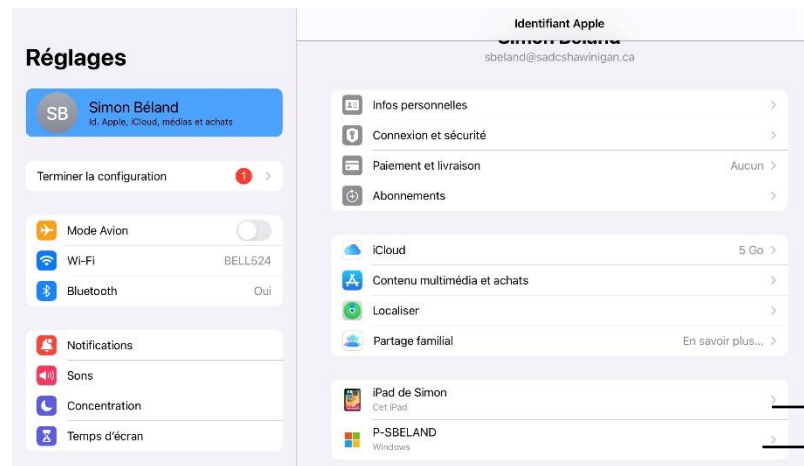 Réglages
SB
Simon Béland
Id. Apple, iCloud, médias et achats
Terminer la configuration 1
Mode Avion
Wi-Fi BELL524
Bluetooth Oui
Notifications
Sons
Concentration
Temps d'écran
Identifiant Apple
Simon Béland
sbeland@sadcshawinigan.ca
Infos personnelles
Connexion et sécurité
Paiement et livraison Aucun
Abonnements
iCloud 5 Go
Contenu multimédia et achats
Localiser
Partage familial En savoir plus...
iPad de Simon
Cet iPad
P-SBELAND
Windows